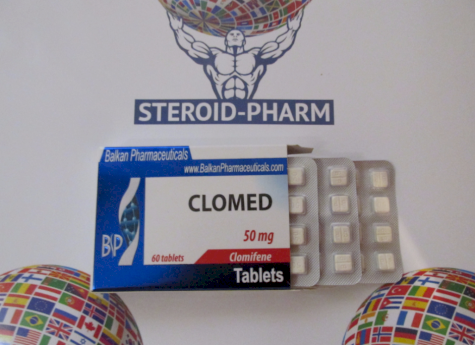 STEROID-PHARM
Balkan Pharmaceuticals
www.BalkanPharmaceuticals.com
CLOMED
50 mg
BP
60 tablets
Clomifene
Tablets